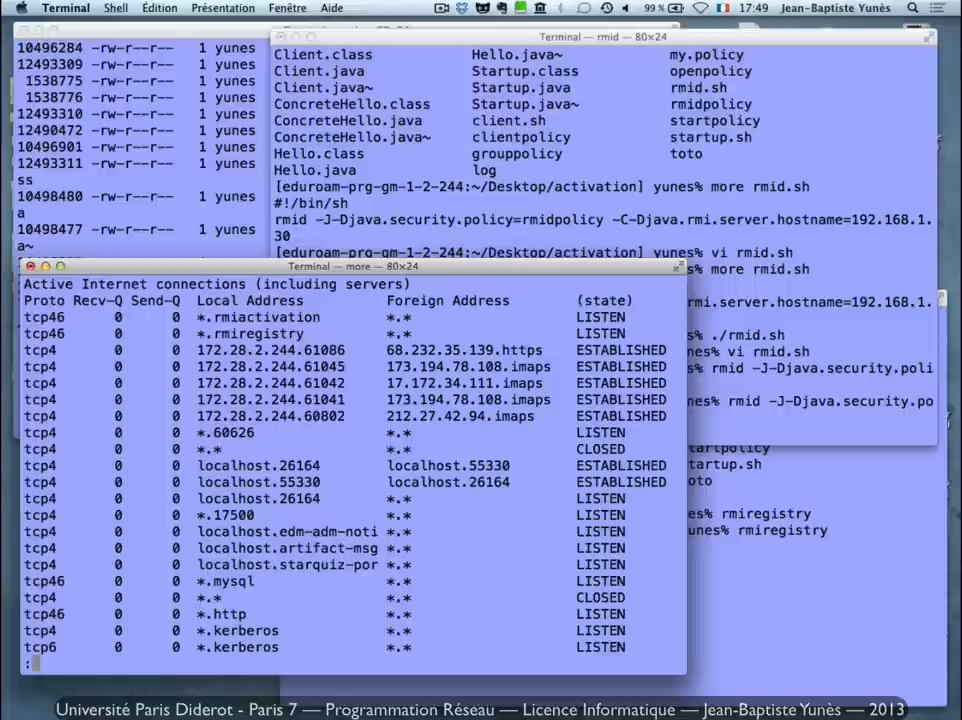 Terminal Shell Édition Présentation Fenêtre Aide 99 % 17:49 Jean-Baptiste Yunès
10496284 -rw-r--r-- 1 yunes
12493309 -rw-r--r-- 1 yunes
1538775 -rw-r--r-- 1 yunes
1538776 -rw-r--r-- 1 yunes
12493310 -rw-r--r-- 1 yunes
12490472 -rw-r--r-- 1 yunes
10496901 -rw-r--r-- 1 yunes
12493311 -rw-r--r-- 1 yunes
ss
10498480 -rw-r--r-- 1 yunes
a
10498477 -rw-r--r-- 1 yunes
a~
Terminal — rmid — 80×24
Client.class Hello.java~ my.policy
Client.java Startup.class openpolicy
Client.java~ Startup.java rmid.sh
ConcreteHello.class Startup.java~ rmidpolicy
ConcreteHello.java client.sh startpolicy
ConcreteHello.java~ clientpolicy startup.sh
Hello.class grouppolicy toto
Hello.java log
[eduroam-prg-gm-1-2-244:~/Desktop/activation] yunes% more rmid.sh
#!/bin/sh
rmid -J-Djava.security.policy=rmidpolicy -C-Djava.rmi.server.hostname=192.168.1.
30
[eduroam-prg-gm-1-2-244:~/Desktop/activation] yunes% vi rmid.sh
nes% more rmid.sh
rmi.server.hostname=192.168.1.
s% ./rmid.sh
nes% vi rmid.sh
s% rmid -J-Djava.security.poli
nes% rmid -J-Djava.security.po
Terminal — more — 80×24
Active Internet connections (including servers)
Proto Recv-Q Send-Q Local Address Foreign Address (state)
tcp46 0 0 *.rmiactivation *.* LISTEN
tcp46 0 0 *.rmiregistry *.* LISTEN
tcp4 0 0 172.28.2.244.61086 68.232.35.139.https ESTABLISHED
tcp4 0 0 172.28.2.244.61045 173.194.78.108.imaps ESTABLISHED
tcp4 0 0 172.28.2.244.61042 17.172.34.111.imaps ESTABLISHED
tcp4 0 0 172.28.2.244.61041 173.194.78.108.imaps ESTABLISHED
tcp4 0 0 172.28.2.244.60802 212.27.42.94.imaps ESTABLISHED
tcp4 0 0 *.60626 *.* LISTEN
tcp4 0 0 *.* *.* CLOSED
tcp4 0 0 localhost.26164 localhost.55330 ESTABLISHED
tcp4 0 0 localhost.55330 localhost.26164 ESTABLISHED
tcp4 0 0 localhost.26164 *.* LISTEN
tcp4 0 0 *.17500 *.* LISTEN
tcp4 0 0 localhost.edm-adm-noti *.* LISTEN
tcp4 0 0 localhost.artifact-msg *.* LISTEN
tcp4 0 0 localhost.starquiz-por *.* LISTEN
tcp46 0 0 *.mysql *.* LISTEN
tcp4 0 0 *.* *.* CLOSED
tcp46 0 0 *.http *.* LISTEN
tcp4 0 0 *.kerberos *.* LISTEN
tcp6 0 0 *.kerberos *.* LISTEN
:
tartpolicy
tartup.sh
oto
es% rmiregistry
unes% rmiregistry
Université Paris Diderot - Paris 7 — Programmation Réseau — Licence Informatique — Jean-Baptiste Yunès — 2013